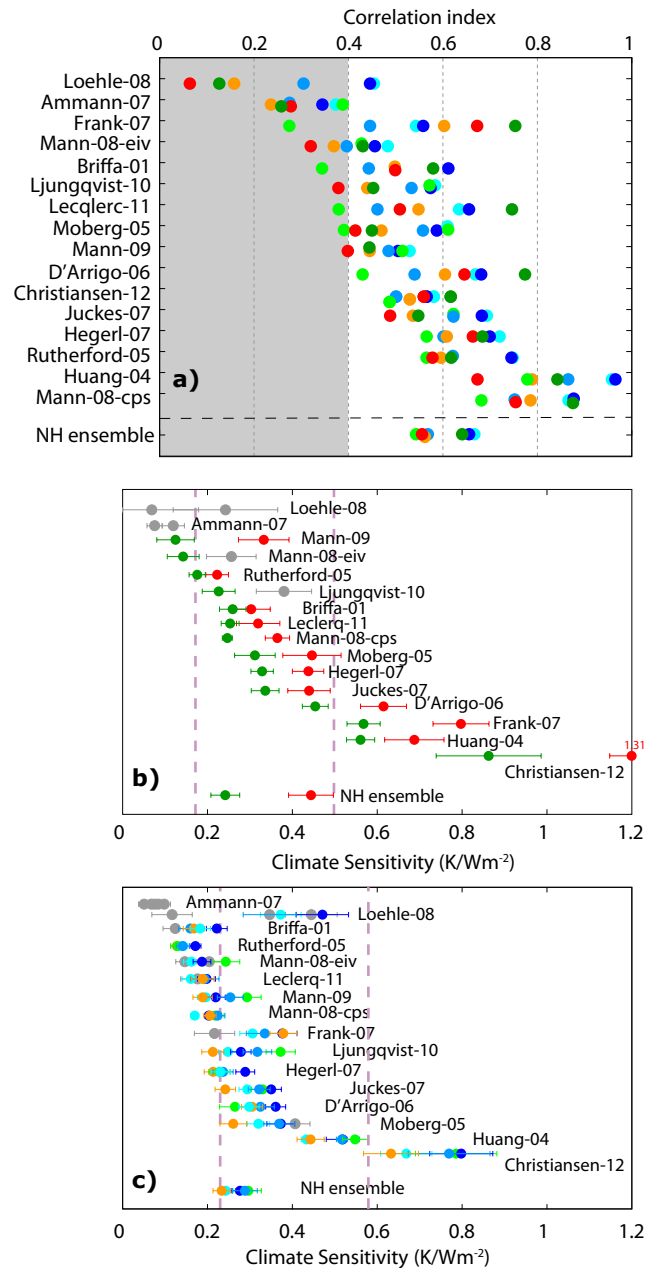 Correlation index
0 0.2 0.4 0.6 0.8 1
Loehle-08
Ammann-07
Frank-07
Mann-08-eiv
Briffa-01
Ljungqvist-10
Lecqlerc-11
Moberg-05
Mann-09
D'Arrigo-06
Christiansen-12
Juckes-07
Hegerl-07
Rutherford-05
Huang-04
a)
Mann-08-cps
NH ensemble
Loehle-08
Ammann-07
Mann-09
Mann-08-eiv
Rutherford-05
Ljungqvist-10
Briffa-01
Leclerq-11
Mann-08-cps
Moberg-05
Hegerl-07
Juckes-07
D'Arrigo-06
Frank-07
Huang-04
1.31
b)
Christiansen-12
NH ensemble
0 0.2 0.4 0.6 0.8 1 1.2
Climate Sensitivity (K/Wm-2)
Ammann-07
Loehle-08
Briffa-01
Rutherford-05
Mann-08-eiv
Leclerq-11
Mann-09
Mann-08-cps
Frank-07
Ljungqvist-10
Hegerl-07
Juckes-07
D'Arrigo-06
Moberg-05
Huang-04
Christiansen-12
c)
NH ensemble
0 0.2 0.4 0.6 0.8 1 1.2
Climate Sensitivity (K/Wm-2)